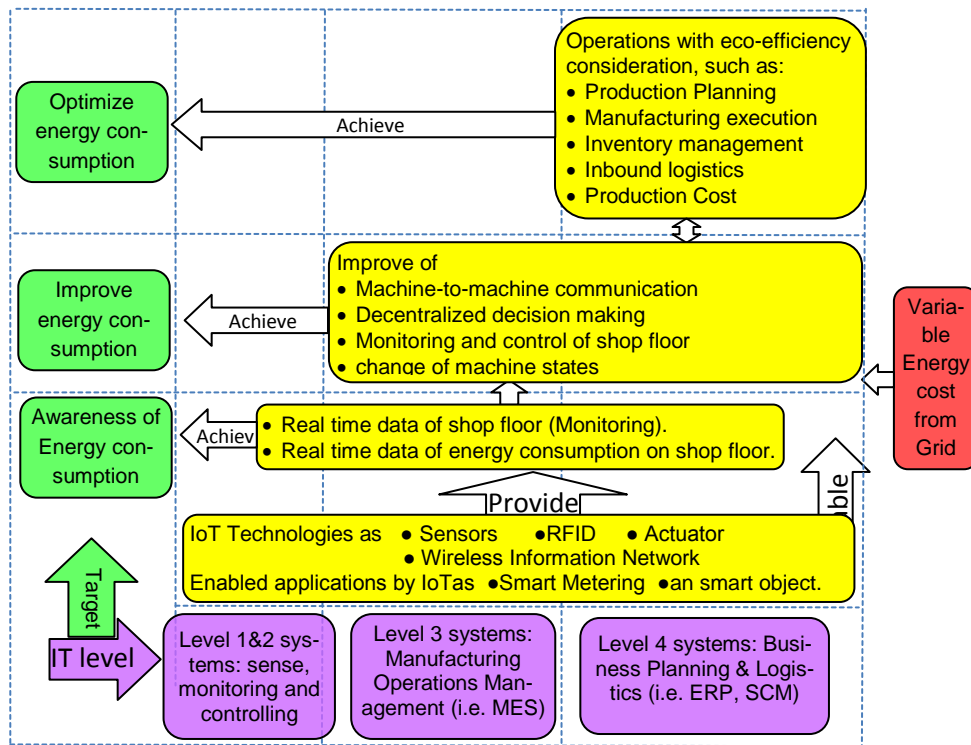 Operations with eco-efficiency
consideration, such as:
• Production Planning
• Manufacturing execution
• Inventory management
• Inbound logistics
• Production Cost
Achieve
Optimize
energy con-
sumption
Improve of
• Machine-to-machine communication
• Decentralized decision making
• Monitoring and control of shop floor
• change of machine states
Achieve
Improve
energy con-
sumption
Varia-
ble
Energy
cost
from
Grid
Awareness of
Energy con-
sumption
Achiev
• Real time data of shop floor (Monitoring).
• Real time data of energy consumption on shop floor.
Provide
able
IoT Technologies as ● Sensors ●RFID ● Actuator
● Wireless Information Network
Enabled applications by IoTas ●Smart Metering ●an smart object.
Target
IT level
Level 1&2 sys-
tems: sense,
monitoring and
controlling
Level 3 systems:
Manufacturing
Operations Man-
agement (i.e. MES)
Level 4 systems: Busi-
ness Planning & Logis-
tics (i.e. ERP, SCM)